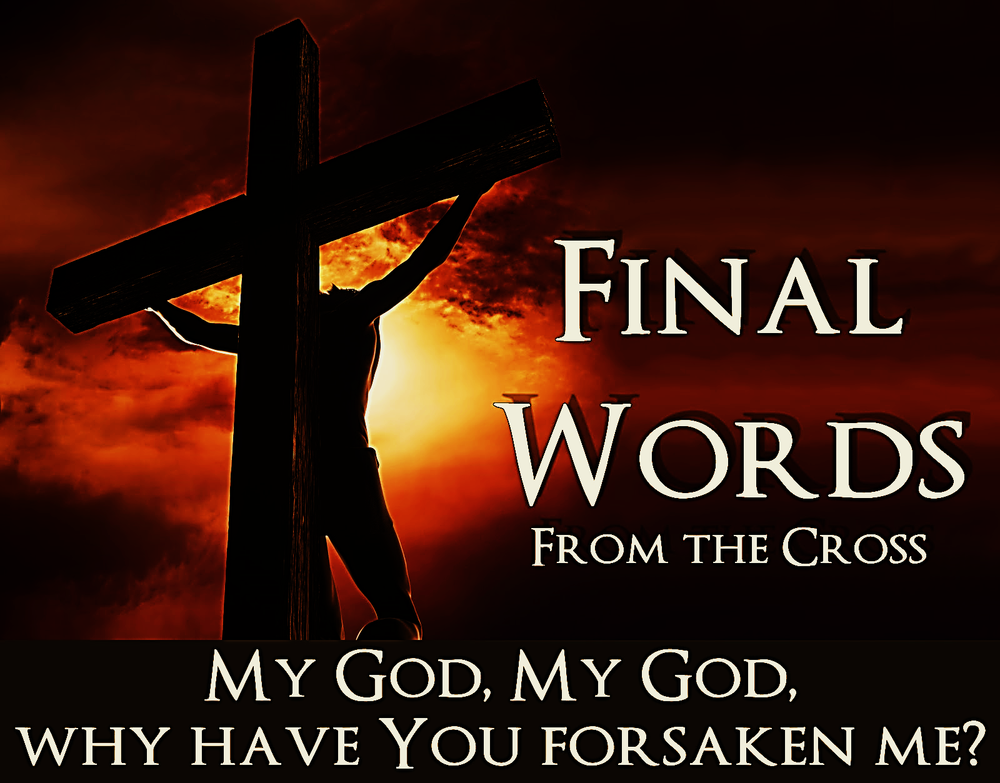 Final
Words
From the Cross
My God, My God,
why have You forsaken me?